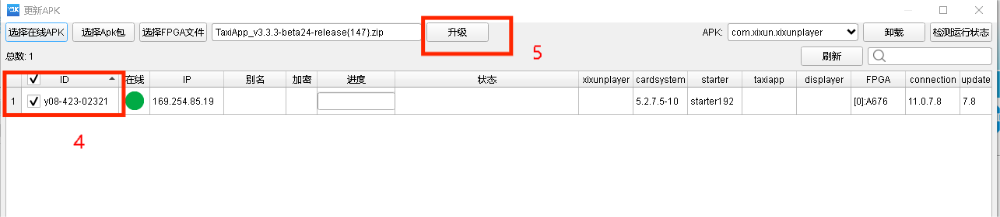 更新APK
选择在线APK 选择Apk包 选择FPGA文件 TaxiApp_v3.3.3-beta24-release{147}.zip 升级 APK: com.xixun.xixunplayer 卸载 检测运行状态
5
总数: 1 刷新
ID 在线 IP 别名 加密 进度 状态 xixunplayer cardsystem starter taxiapp displayer FPGA connection update
1 y08-423-02321 169.254.85.19 5.2.7.5-10 starter192 [0]:A676 11.0.7.8 7.8
4